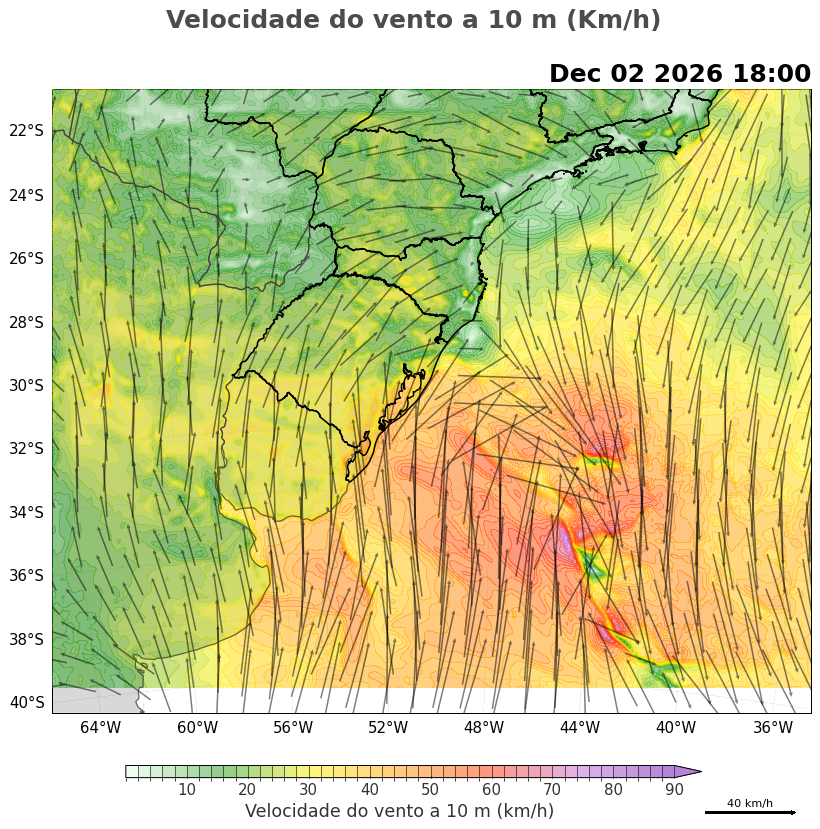 Velocidade do vento a 10 m (Km/h)
Dec 02 2026 18:00
22°S
24°S
26°S
28°S
30°S
32°S
34°S
36°S
38°S
40°S
64°W 60°W 56°W 52°W 48°W 44°W 40°W 36°W
10 20 30 40 50 60 70 80 90
Velocidade do vento a 10 m (km/h)
40 km/h